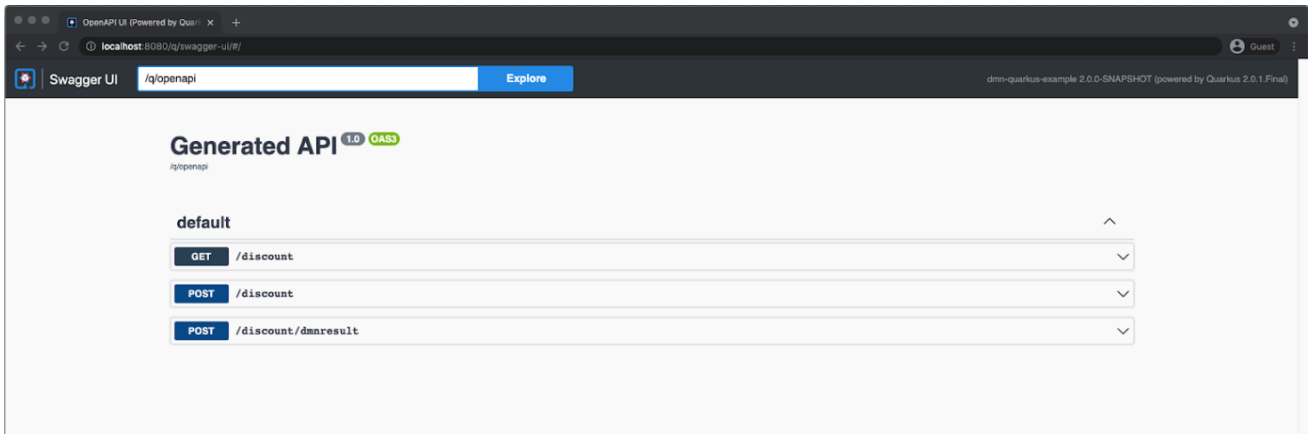 OpenAPI UI (Powered by Quark
localhost:8080/q/swagger-ui/#/
Guest
Swagger UI
/q/openapi
Explore
dmn-quarkus-example 2.0.0-SNAPSHOT (powered by Quarkus 2.0.1.Final)
Generated API 1.0 OAS3
/q/openapi
default
GET /discount
POST /discount
POST /discount/dmnresult